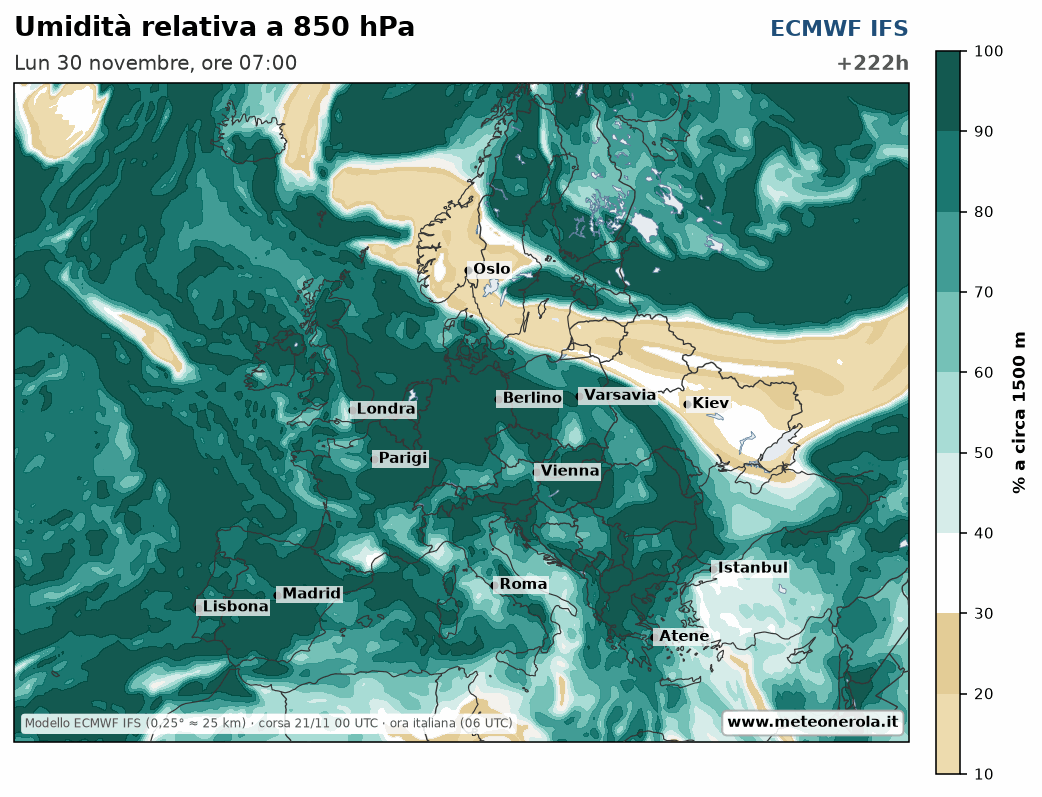 Umidità relativa a 850 hPa
ECMWF IFS
Lun 30 novembre, ore 07:00
+222h
100
90
80
70
60
50
40
30
20
10
% a circa 1500 m
Oslo
Berlino
Varsavia
Kiev
Londra
Parigi
Vienna
Istanbul
Roma
Madrid
Lisbona
Atene
Modello ECMWF IFS (0,25° ≈ 25 km) · corsa 21/11 00 UTC · ora italiana (06 UTC)
www.meteonerola.it